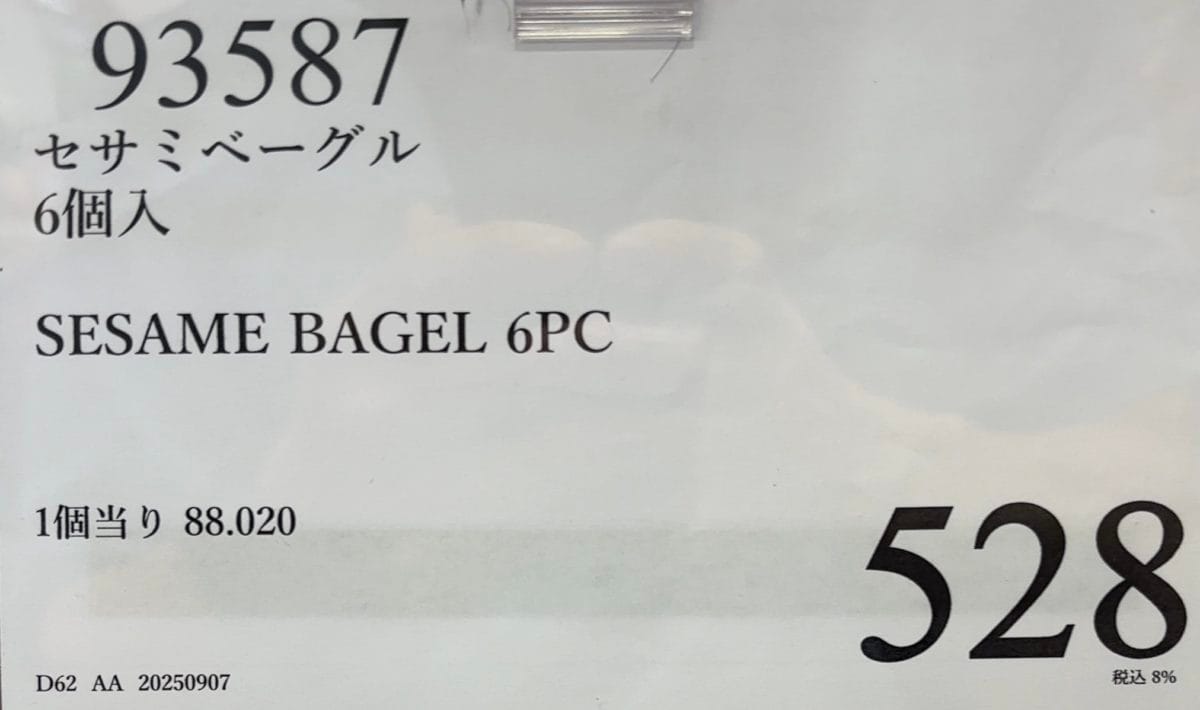 93587
セサミベーグル
6個入
SESAME BAGEL 6PC
1個当り 88.020
528
税込 8%
D62 AA 20250907